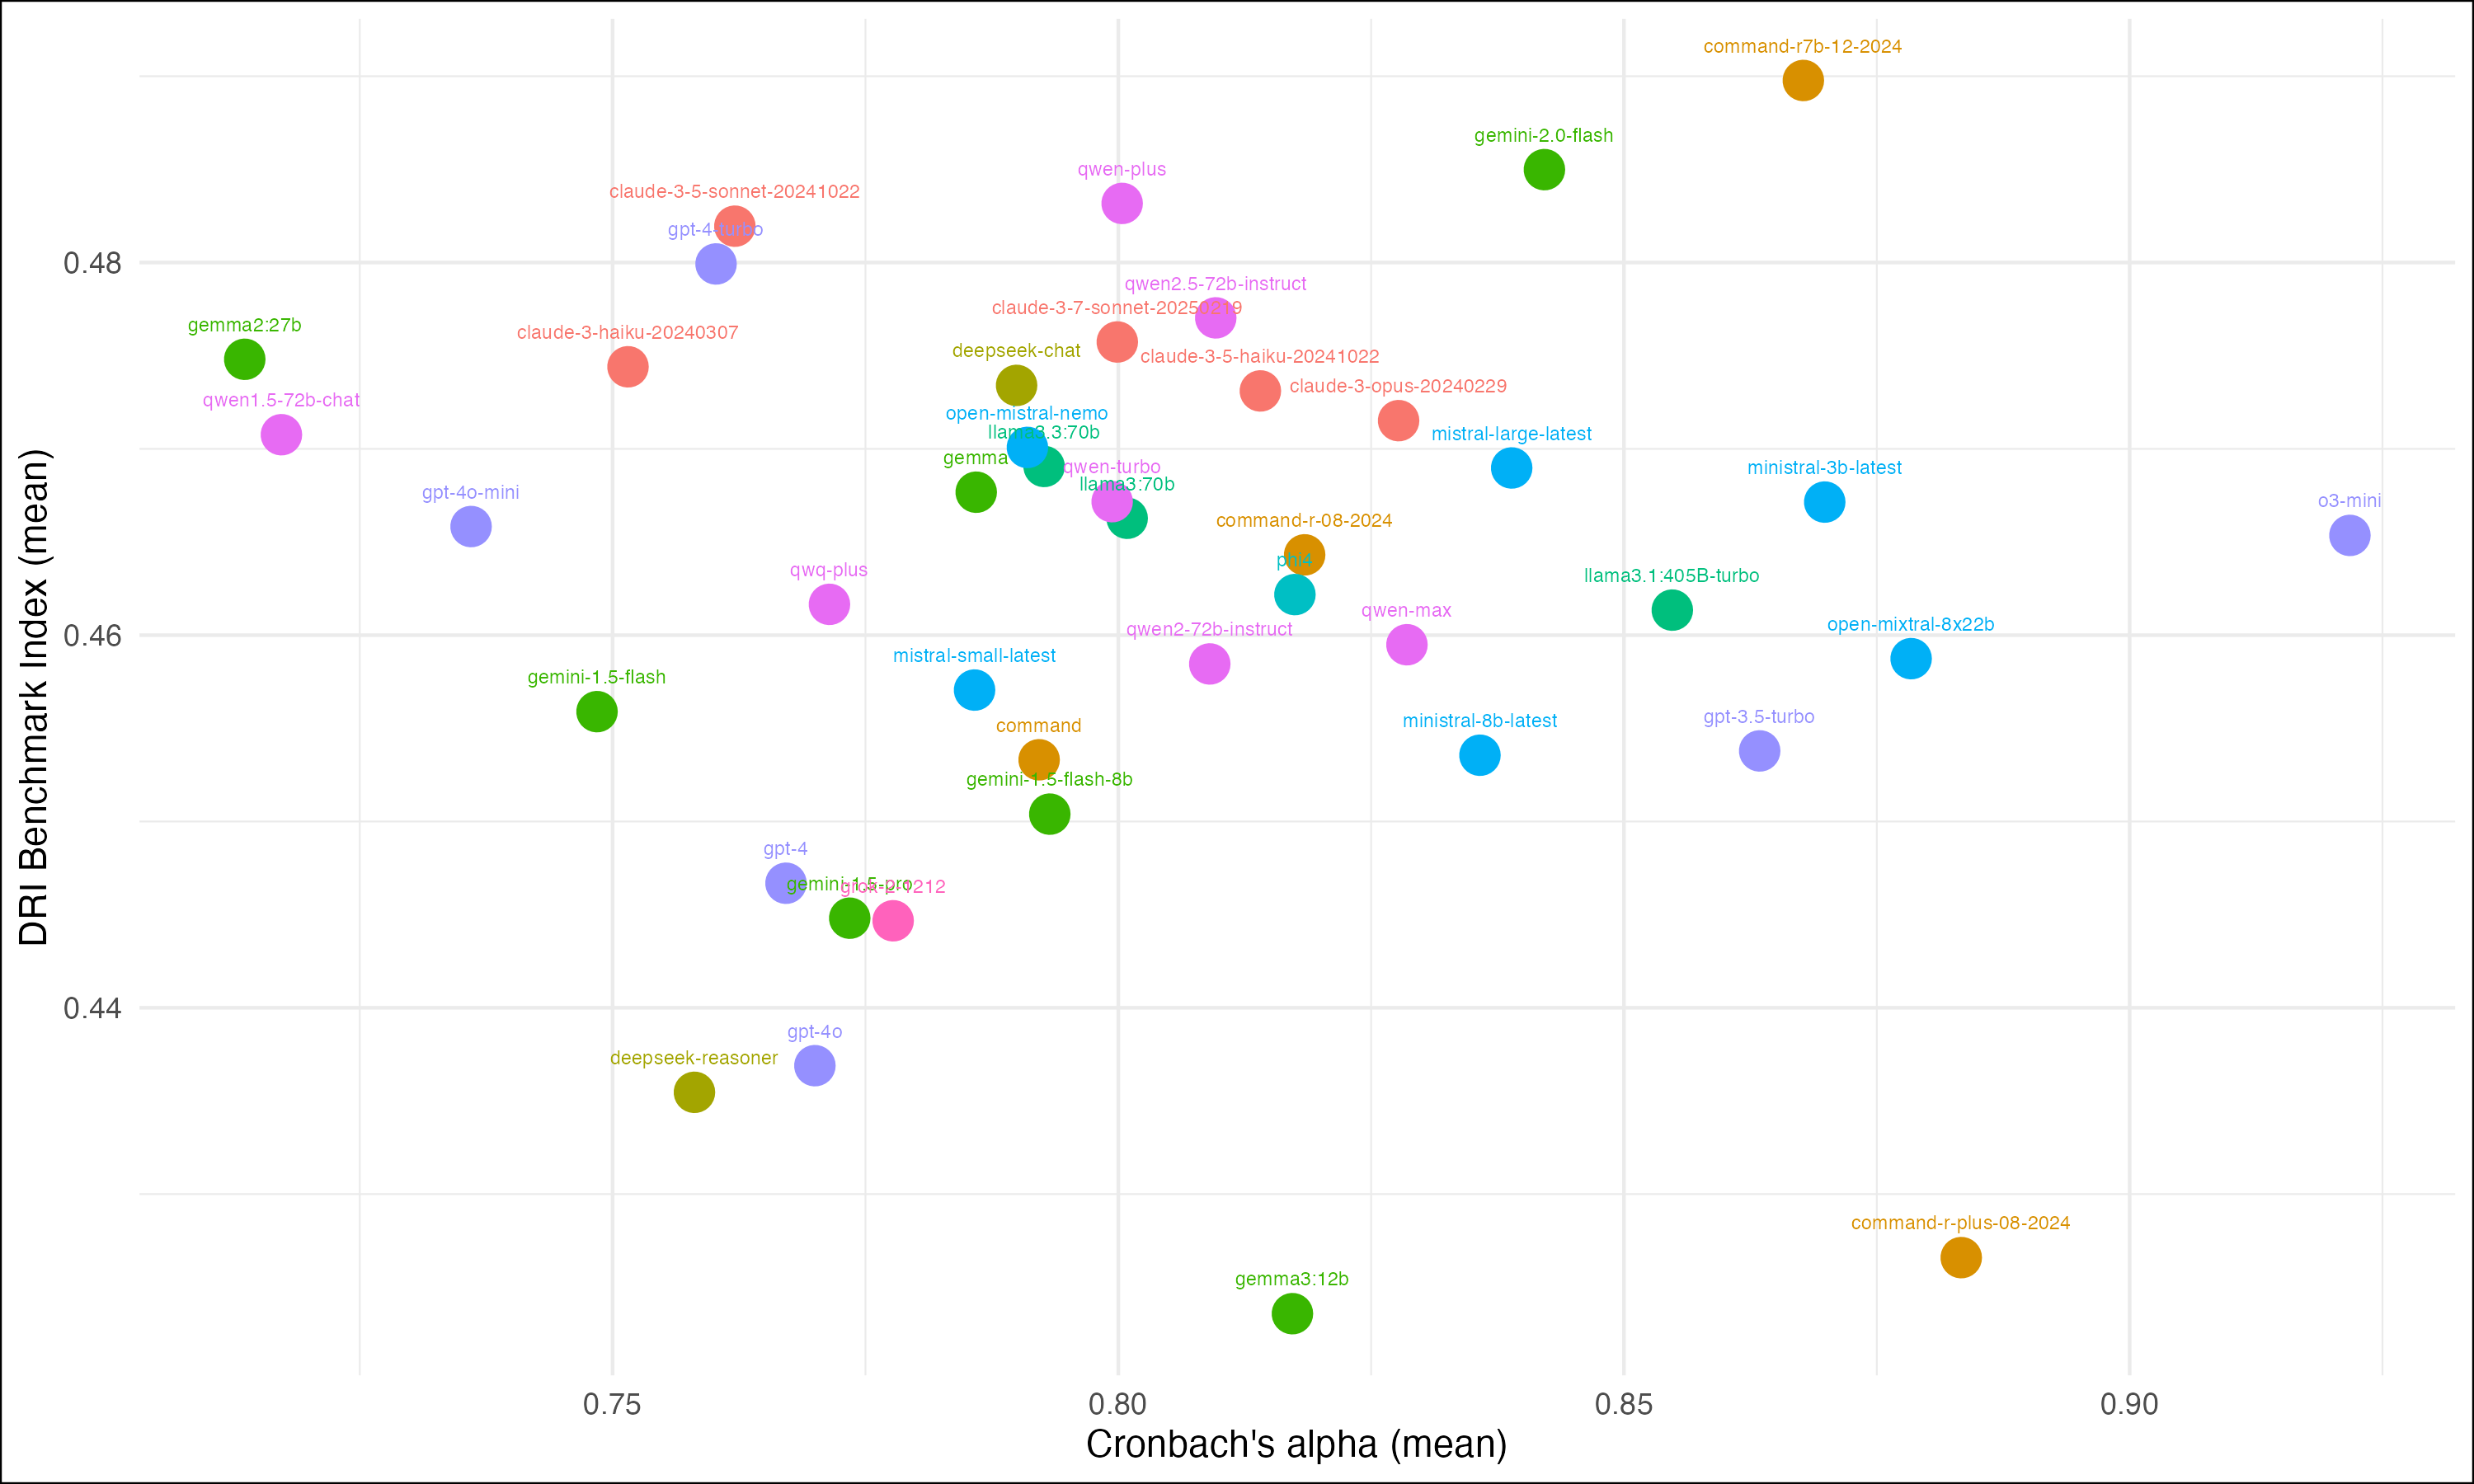 command-r7b-12-2024
gemini-2.0-flash
qwen-plus
claude-3-5-sonnet-20241022
gpt-4-turbo
qwen2.5-72b-instruct
claude-3-7-sonnet-20250219
gemma2:27b
claude-3-haiku-20240307
deepseek-chat
claude-3-5-haiku-20241022
claude-3-opus-20240229
qwen1.5-72b-chat
open-mistral-nemo
llama3.3:70b
mistral-large-latest
gemma
qwen-turbo
ministral-3b-latest
llama3:70b
gpt-4o-mini
o3-mini
command-r-08-2024
phi4
qwq-plus
llama3.1:405B-turbo
qwen-max
open-mixtral-8x22b
qwen2-72b-instruct
mistral-small-latest
gemini-1.5-flash
gpt-3.5-turbo
ministral-8b-latest
command
gemini-1.5-flash-8b
gpt-4
gemini-1.5-pro
grok-2-1212
gpt-4o
deepseek-reasoner
command-r-plus-08-2024
gemma3:12b
0.48
0.46
0.44
DRI Benchmark Index (mean)
0.75
0.80
0.85
0.90
Cronbach's alpha (mean)